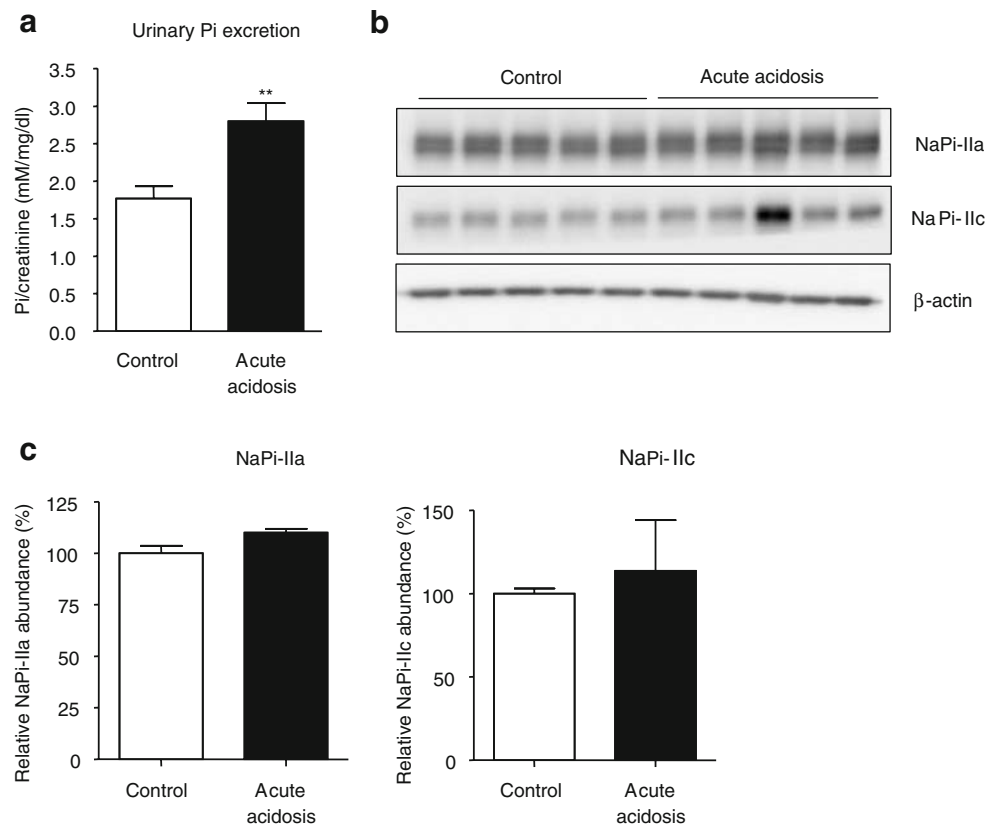 a
Urinary Pi excretion
Pi/creatinine (mM/mg/dl)
3.5
3.0
2.5
2.0
1.5
1.0
0.5
0.0
**
Control
Acute
acidosis
b
Control
Acute acidosis
NaPi-IIa
NaPi-IIc
β-actin
c
NaPi-IIa
Relative NaPi-IIa abundance (%)
125
100
75
50
25
0
Control
Acute
acidosis
NaPi-IIc
Relative NaPi-IIc abundance (%)
150
100
50
0
Control
Acute
acidosis